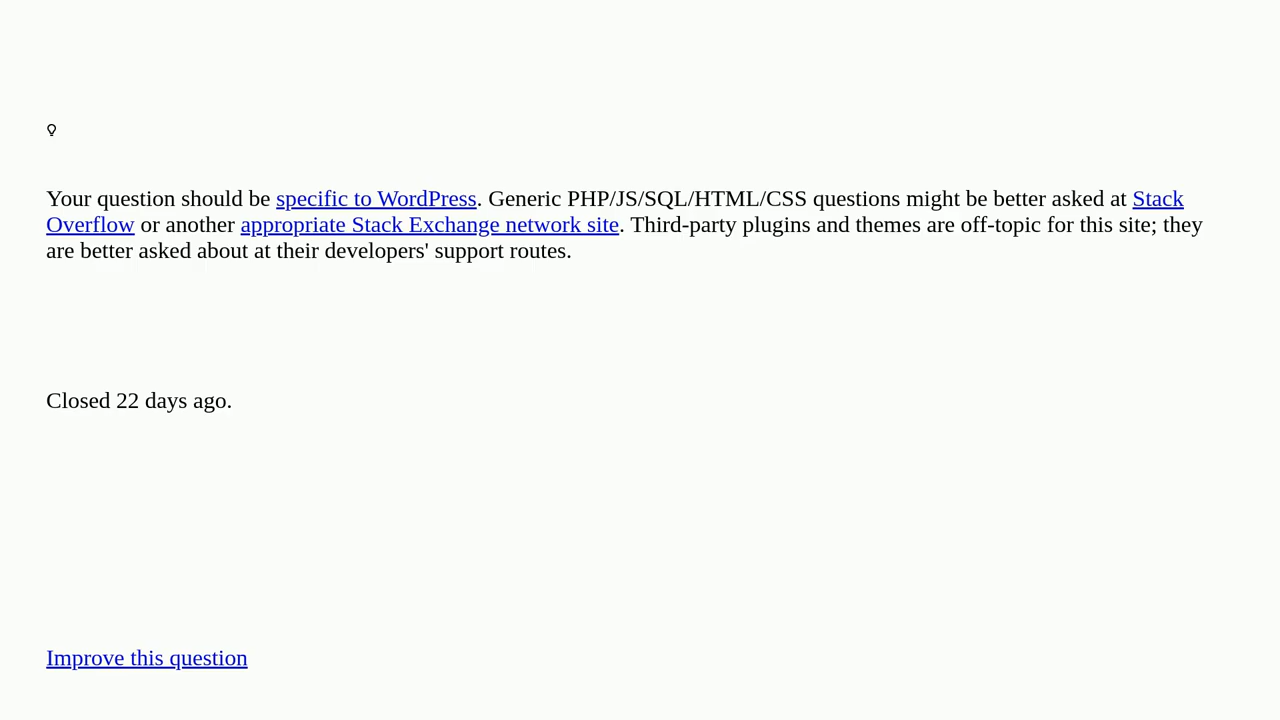 Your question should be specific to WordPress. Generic PHP/JS/SQL/HTML/CSS questions might be better asked at Stack
Overflow or another appropriate Stack Exchange network site. Third-party plugins and themes are off-topic for this site; they
are better asked about at their developers' support routes.
Closed 22 days ago.
Improve this question